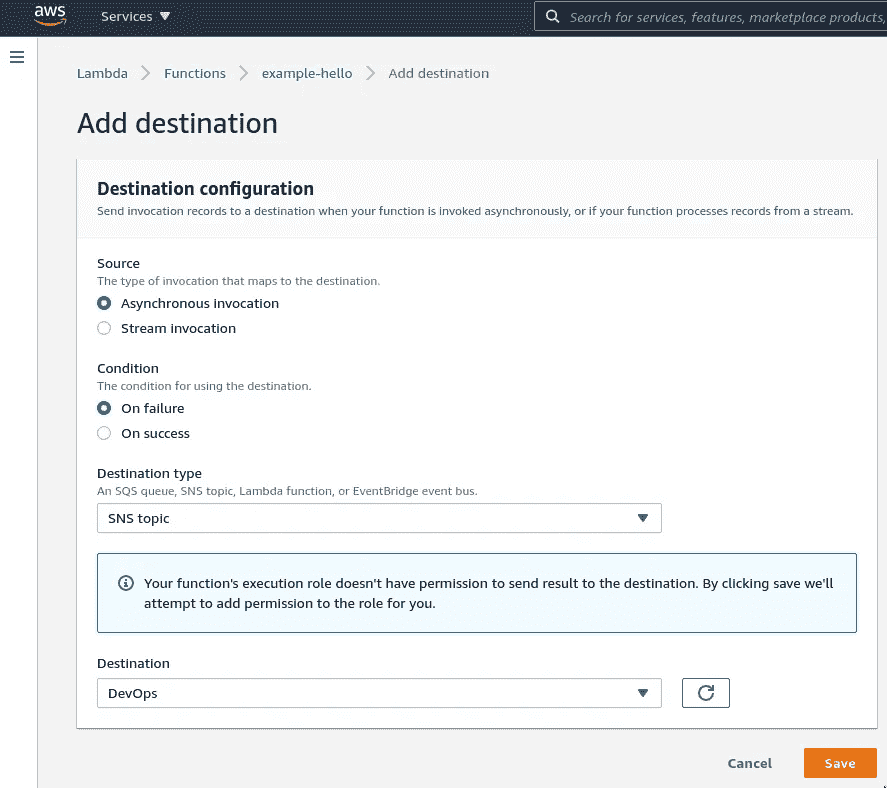 aws
Services
Search for services, features, marketplace products,
Lambda > Functions > example-hello > Add destination
Add destination
Destination configuration
Send invocation records to a destination when your function is invoked asynchronously, or if your function processes records from a stream.
Source
The type of invocation that maps to the destination.
Asynchronous invocation
Stream invocation
Condition
The condition for using the destination.
On failure
On success
Destination type
An SQS queue, SNS topic, Lambda function, or EventBridge event bus.
SNS topic
Your function's execution role doesn't have permission to send result to the destination. By clicking save we'll
attempt to add permission to the role for you.
Destination
DevOps
Cancel
Save